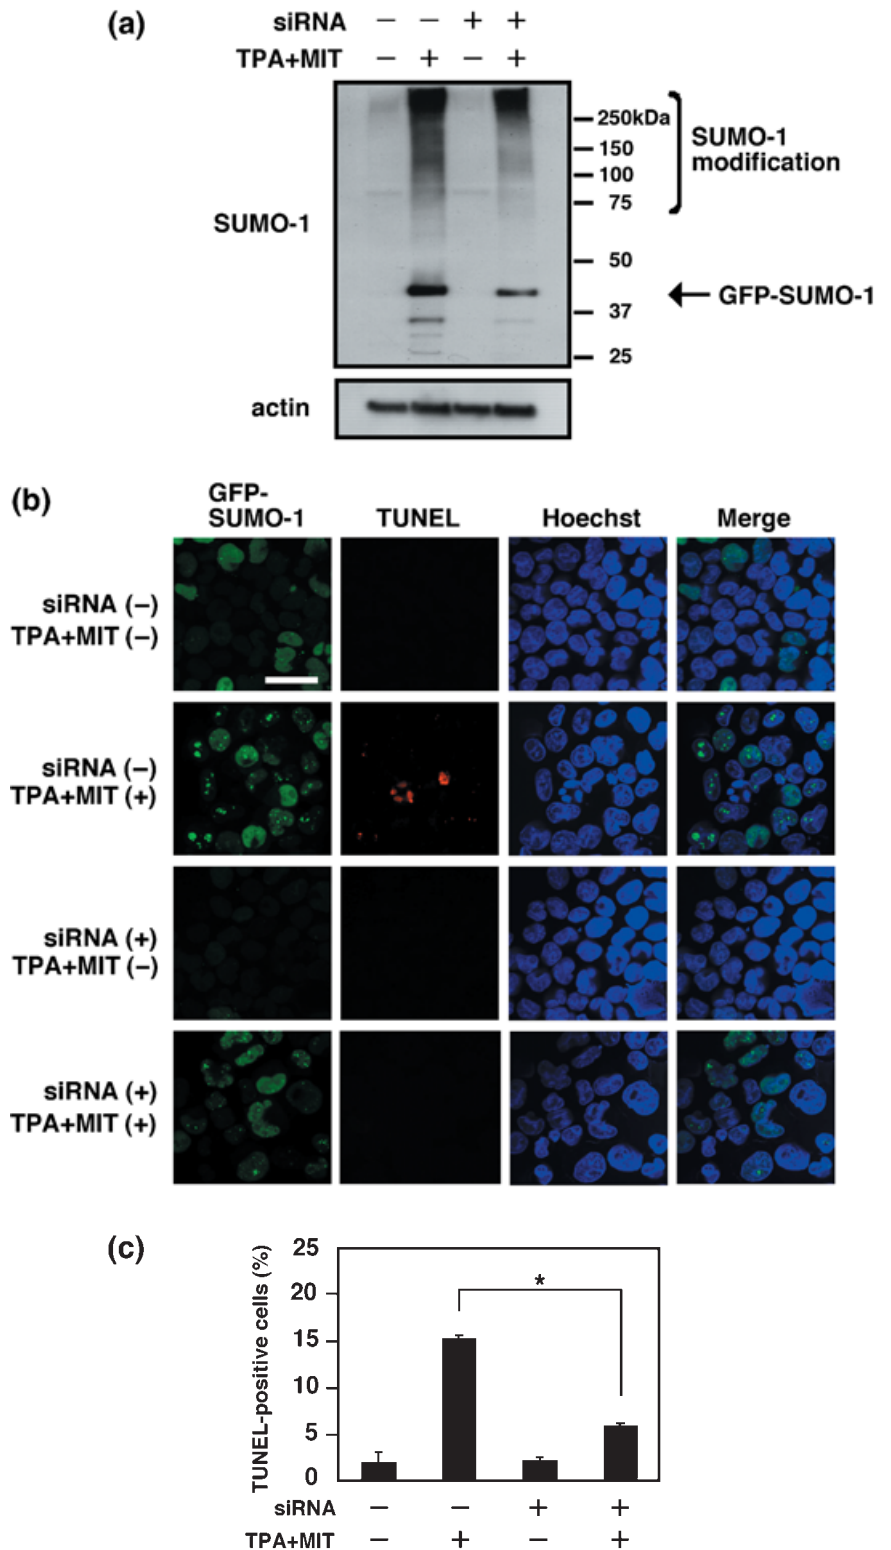 (a)
siRNA − − + +
TPA+MIT − + − +
250kDa
150
100
75
50
37
25
SUMO-1
modification
SUMO-1
GFP-SUMO-1
actin
(b)
GFP-
SUMO-1 TUNEL Hoechst Merge
siRNA (−)
TPA+MIT (−)
siRNA (−)
TPA+MIT (+)
siRNA (+)
TPA+MIT (−)
siRNA (+)
TPA+MIT (+)
(c)
TUNEL-positive cells (%)
25
20
15
10
5
0
*
siRNA − − + +
TPA+MIT − + − +